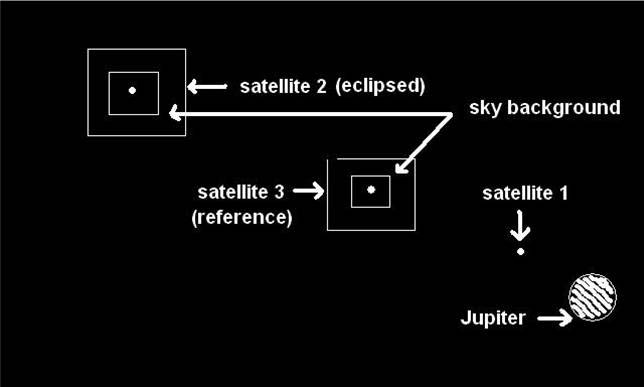 satellite 2 (eclipsed)
sky background
satellite 3
(reference)
satellite 1
Jupiter